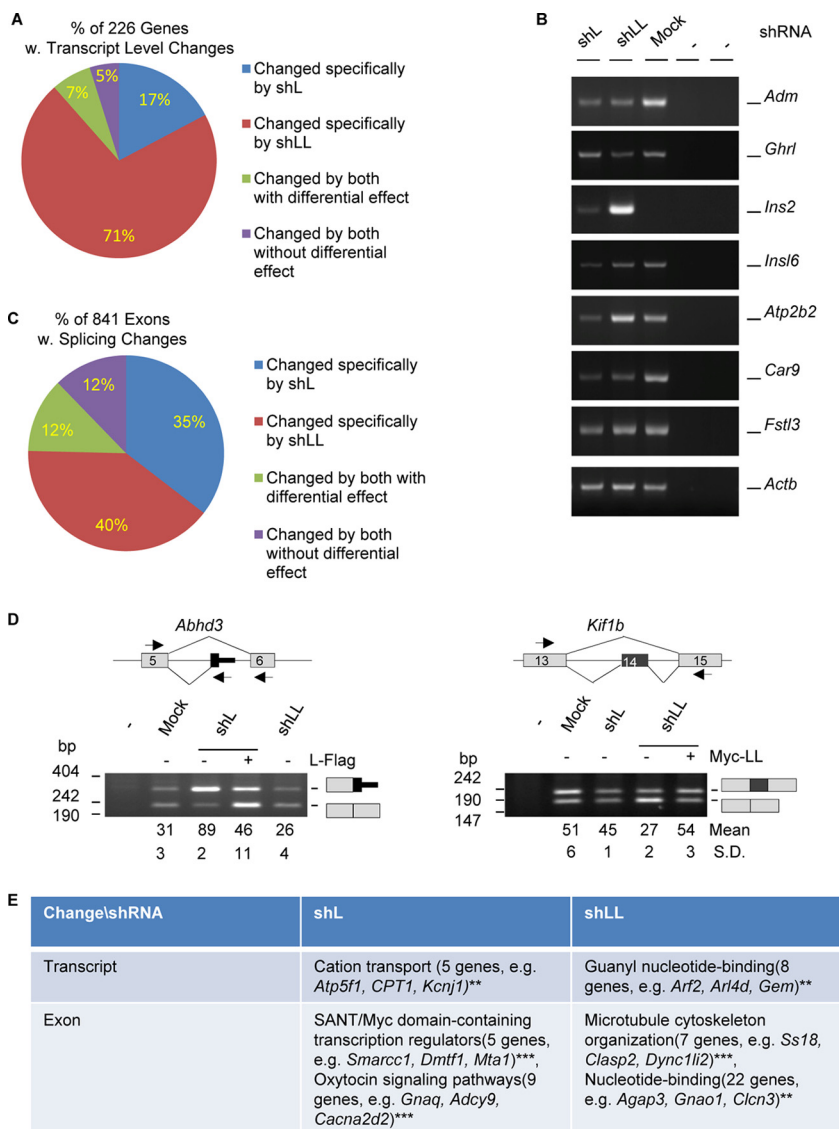 A
% of 226 Genes
w. Transcript Level Changes
5%
7%
17%
71%
Changed specifically
by shL
Changed specifically
by shLL
Changed by both
with differential effect
Changed by both
without differential
effect
B
shL
shLL
Mock
-
-
shRNA
Adm
Ghrl
Ins2
Insl6
Atp2b2
Car9
Fstl3
Actb
C
% of 841 Exons
w. Splicing Changes
12%
35%
12%
40%
Changed specifically
by shL
Changed specifically
by shLL
Changed by both with
differential effect
Changed by both
without differential
effect
D
Abhd3
5
6
-
Mock
shL
shLL
bp
- - + -
L-Flag
404
242
190
31 89 46 26
3 2 11 4
Kif1b
13
14
15
-
Mock
shL
shLL
bp
- - - +
Myc-LL
242
190
147
51 45 27 54 Mean
6 1 2 3 S.D.
E
Change\shRNA
shL
shLL
Transcript
Cation transport (5 genes, e.g.
Atp5f1, CPT1, Kcnj1)**
Guanyl nucleotide-binding(8
genes, e.g. Arf2, Arl4d, Gem)**
Exon
SANT/Myc domain-containing
transcription regulators(5 genes,
e.g. Smarcc1, Dmtf1, Mta1)***,
Oxytocin signaling pathways(9
genes, e.g. Gnaq, Adcy9,
Cacna2d2)***
Microtubule cytoskeleton
organization(7 genes, e.g. Ss18,
Clasp2, Dync1li2)***,
Nucleotide-binding(22 genes,
e.g. Agap3, Gnao1, Clcn3)**